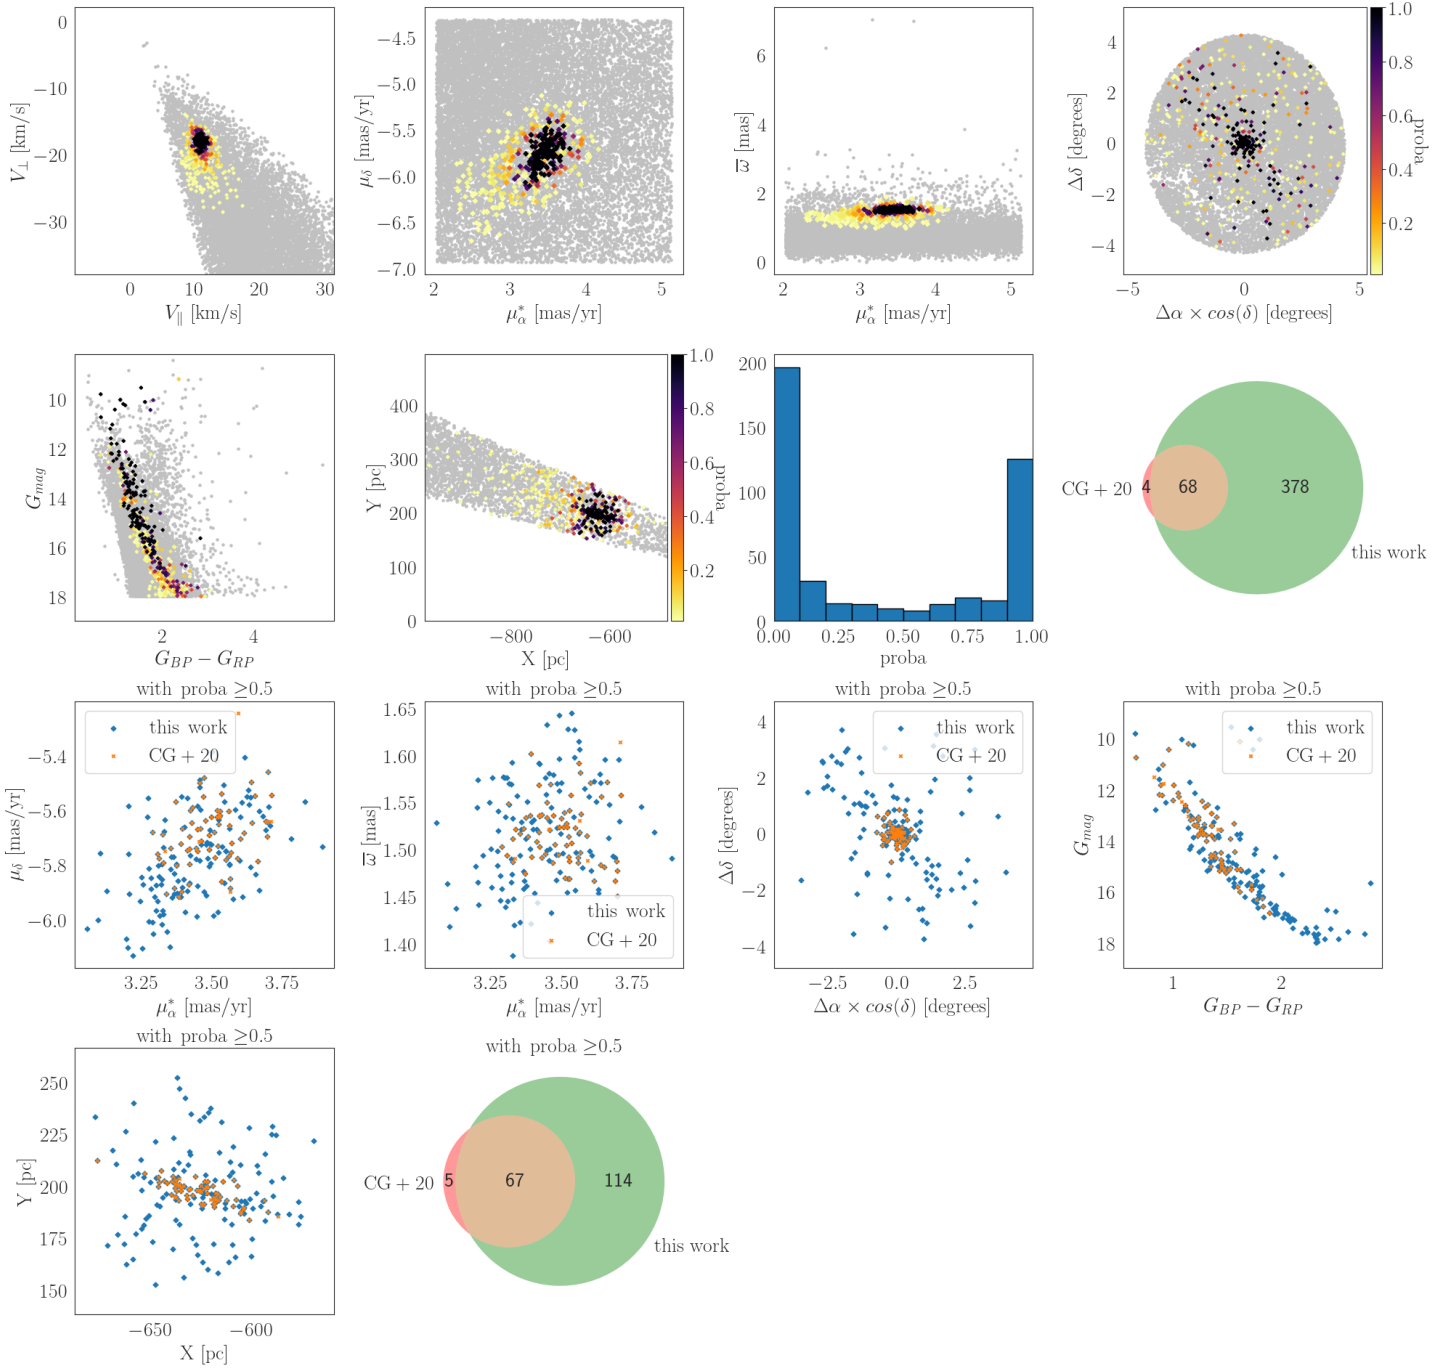 0
−10
−20
−30
V⊥ [km/s]
0 10 20 30
V∥ [km/s]
−4.5
−5.0
−5.5
−6.0
−6.5
−7.0
μδ [mas/yr]
2 3 4 5
μ*α [mas/yr]
6
4
2
0
ϖ [mas]
2 3 4 5
μ*α [mas/yr]
4
2
0
−2
−4
Δδ [degrees]
−5 0 5
Δα × cos(δ) [degrees]
1.0
0.8
0.6
0.4
0.2
proba
10
12
14
16
18
Gmag
2 4
GBP − GRP
400
300
200
100
0
Y [pc]
−800 −600
X [pc]
1.0
0.8
0.6
0.4
0.2
proba
200
150
100
50
0
0.00 0.25 0.50 0.75 1.00
proba
CG + 20 4 68 378
this work
with proba ≥0.5
this work
CG + 20
−5.4
−5.6
−5.8
−6.0
μδ [mas/yr]
3.25 3.50 3.75
μ*α [mas/yr]
with proba ≥0.5
1.65
1.60
1.55
1.50
1.45
1.40
ϖ [mas]
this work
CG + 20
3.25 3.50 3.75
μ*α [mas/yr]
with proba ≥0.5
this work
CG + 20
4
2
0
−2
−4
Δδ [degrees]
−2.5 0.0 2.5
Δα × cos(δ) [degrees]
with proba ≥0.5
this work
CG + 20
10
12
14
16
18
Gmag
1 2
GBP − GRP
with proba ≥0.5
250
225
200
175
150
Y [pc]
−650 −600
X [pc]
with proba ≥0.5
CG + 20 5 67 114
this work